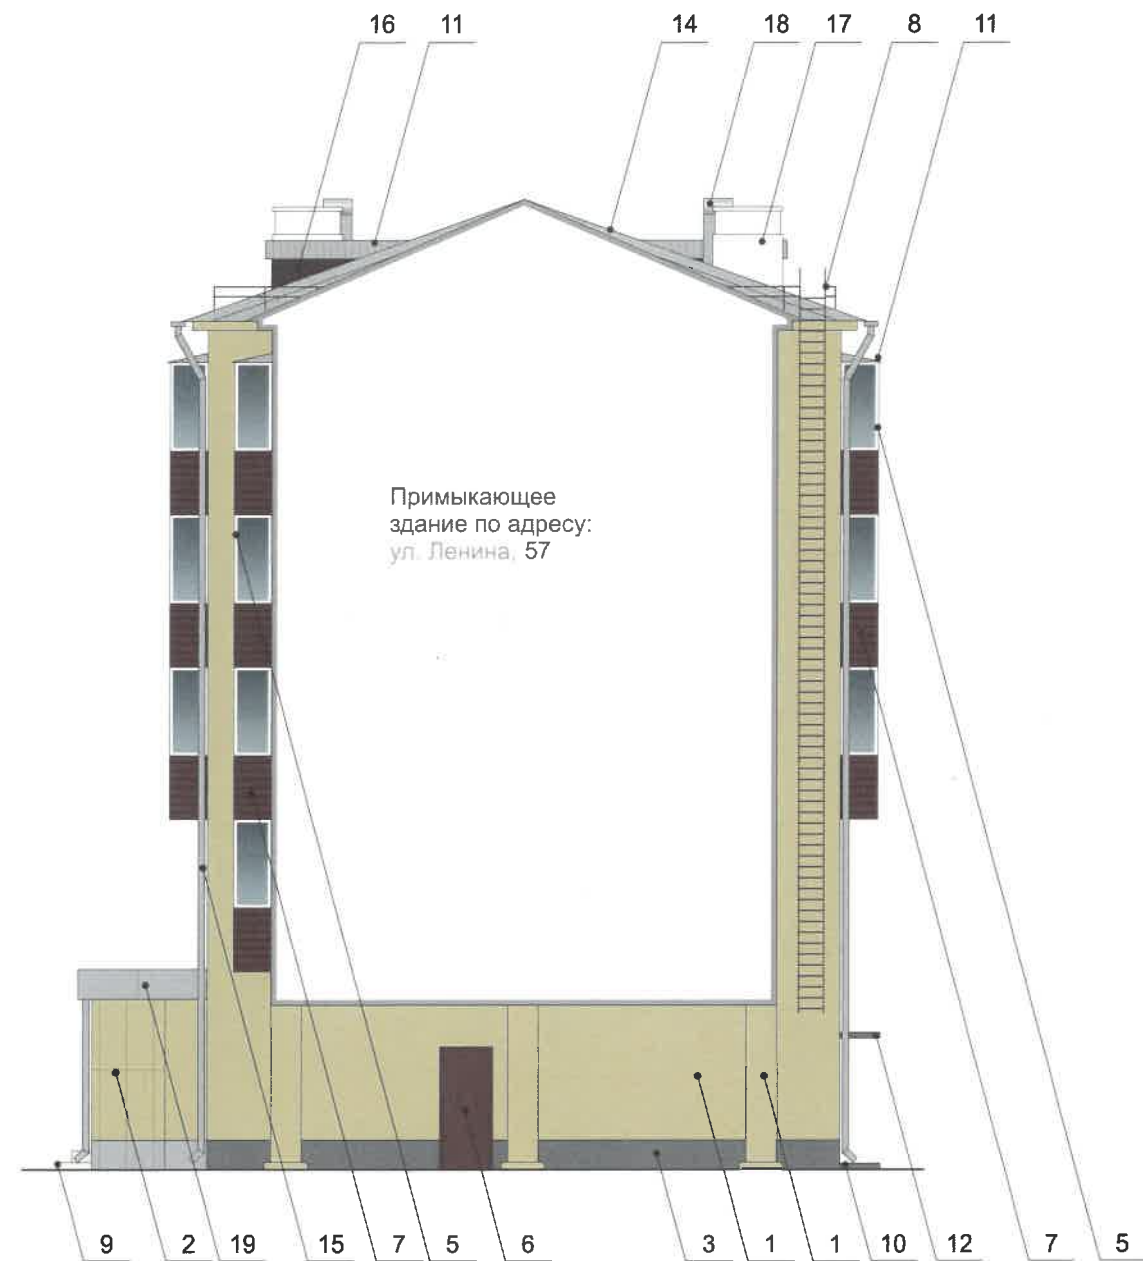 16 11 14 18 17 8 11
Примыкающее
здание по адресу:
ул. Ленина, 57
9 2 19 15 7 5 6 3 1 1 10 12 7 5